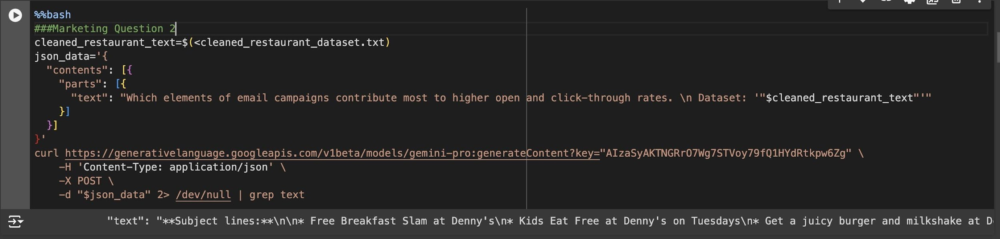 %%bash
###Marketing Question 2
cleaned_restaurant_text=$(<cleaned_restaurant_dataset.txt)
json_data='{
  "contents": [{
    "parts": [{
      "text": "Which elements of email campaigns contribute most to higher open and click-through rates. \n Dataset: '"$cleaned_restaurant_text"'"
    }]
  }]
}'
curl https://generativelanguage.googleapis.com/v1beta/models/gemini-pro:generateContent?key="AIzaSyAKTNGRrO7Wg7STVoy79fQ1HYdRtkpw6Zg" \
    -H 'Content-Type: application/json' \
    -X POST \
    -d "$json_data" 2> /dev/null | grep text
"text": "**Subject lines:**\n\n* Free Breakfast Slam at Denny's\n* Kids Eat Free at Denny's on Tuesdays\n* Get a juicy burger and milkshake at